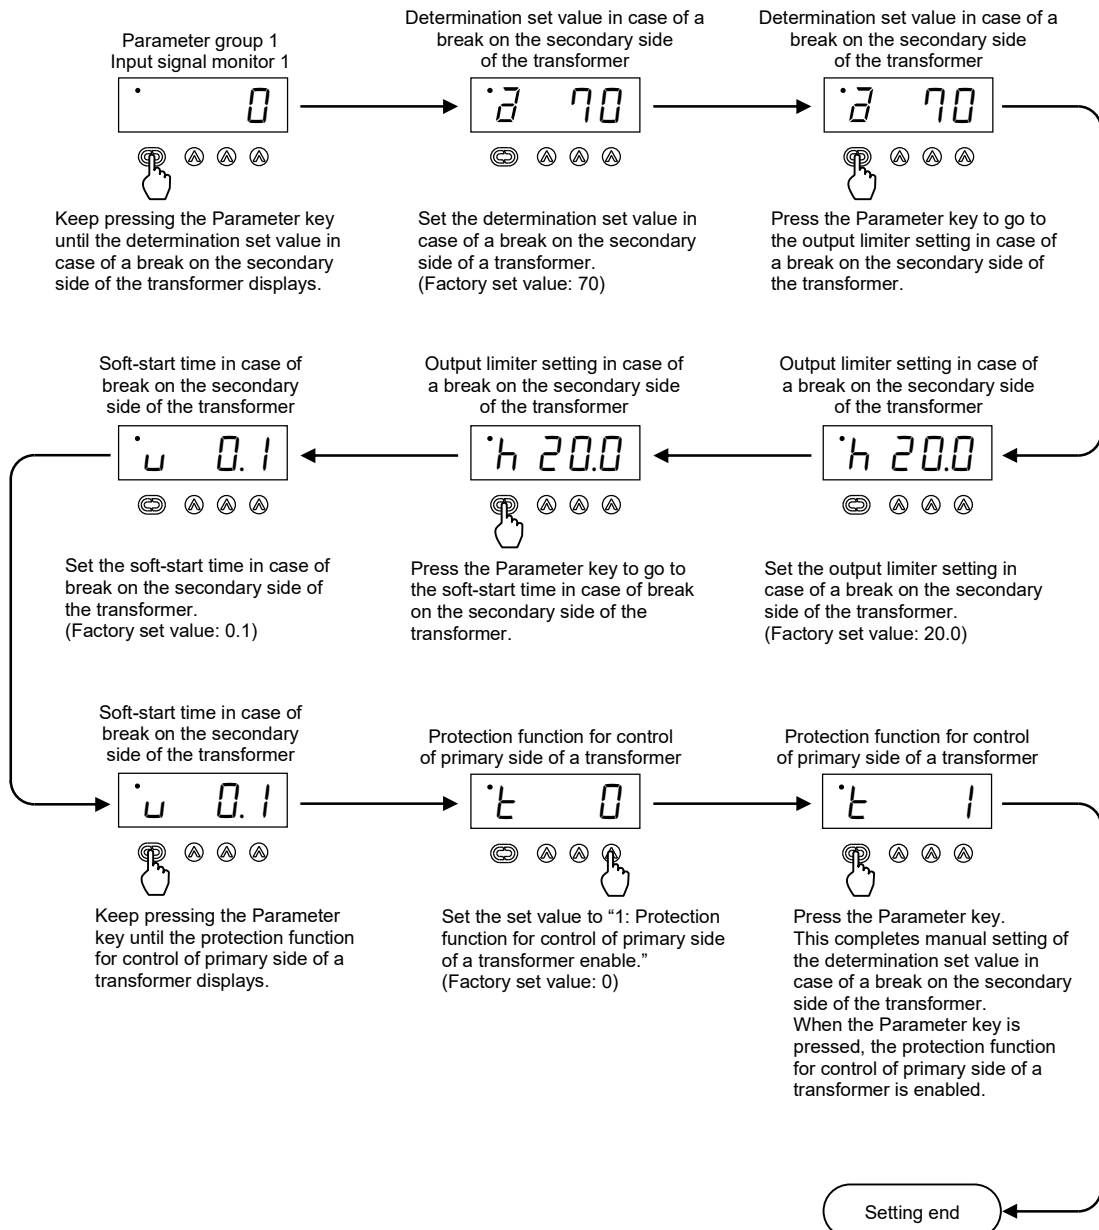 Parameter group 1
Input signal monitor 1
0
Keep pressing the Parameter key
until the determination set value in
case of a break on the secondary
side of the transformer displays.
Determination set value in case of a
break on the secondary side
of the transformer
a 70
Set the determination set value in
case of a break on the secondary
side of a transformer.
(Factory set value: 70)
Determination set value in case of a
break on the secondary side
of the transformer
a 70
Press the Parameter key to go to
the output limiter setting in case of
a break on the secondary side of
the transformer.
Soft-start time in case of
break on the secondary
side of the transformer
u 0.1
Set the soft-start time in case of
break on the secondary side of
the transformer.
(Factory set value: 0.1)
Output limiter setting in case of
a break on the secondary side
of the transformer
h 20.0
Press the Parameter key to go to
the soft-start time in case of break
on the secondary side of the
transformer.
Output limiter setting in case of
a break on the secondary side
of the transformer
h 20.0
Set the output limiter setting in
case of a break on the secondary
side of a transformer.
(Factory set value: 20.0)
Soft-start time in case of
break on the secondary
side of the transformer
u 0.1
Keep pressing the Parameter
key until the protection function
for control of primary side of a
transformer displays.
Protection function for control
of primary side of a transformer
t 0
Set the set value to “1: Protection
function for control of primary side
of a transformer enable.”
(Factory set value: 0)
Protection function for control
of primary side of a transformer
t 1
Press the Parameter key.
This completes manual setting of
the determination set value in
case of a break on the secondary
side of the transformer.
When the Parameter key is
pressed, the protection function
for control of primary side of a
transformer is enabled.
Setting end